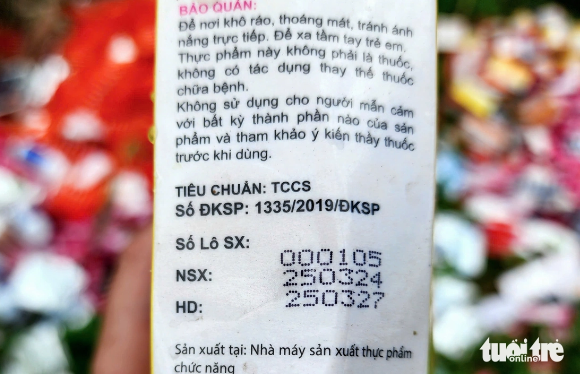 BẢO QUẢN:
Để nơi khô ráo, thoáng mát, tránh ánh
nắng trực tiếp. Để xa tầm tay trẻ em.
Thực phẩm này không phải là thuốc,
không có tác dụng thay thế thuốc
chữa bệnh.
Không sử dụng cho người mẫn cảm
với bất kỳ thành phần nào của sản
phẩm và tham khảo ý kiến thầy thuốc
trước khi dùng.
TIÊU CHUẨN: TCCS
Số ĐKSP: 1335/2019/ĐKSP
Số Lô SX: 000105
NSX: 250324
HD: 250327
Sản xuất tại: Nhà máy sản xuất thực phẩm
chức năng
tuổi trẻ
online